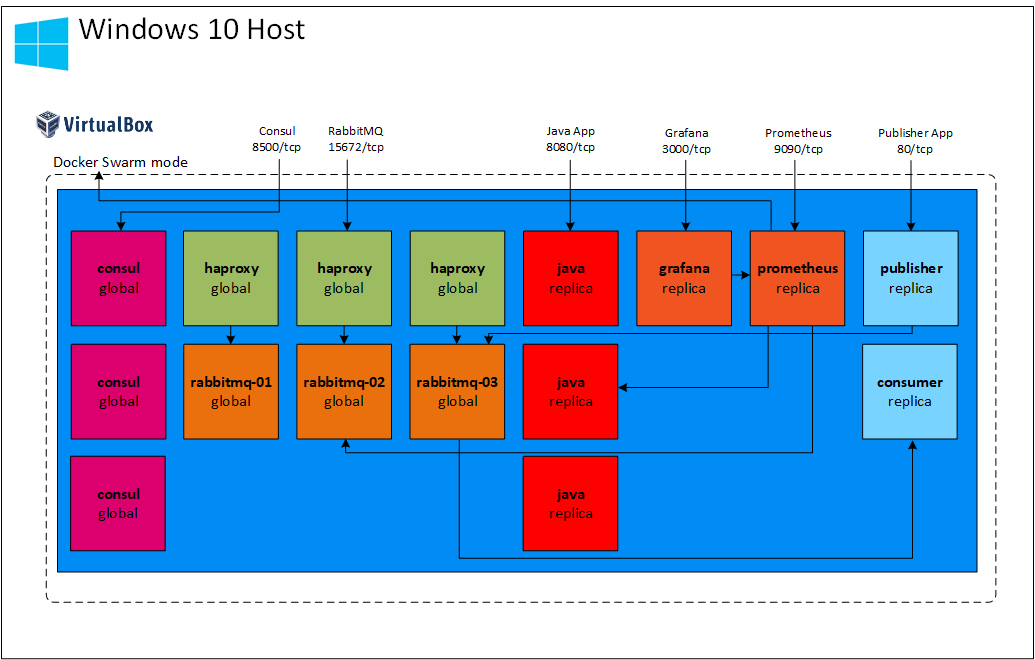 Windows 10 Host
VirtualBox
Docker Swarm mode
Consul
8500/tcp
RabbitMQ
15672/tcp
Java App
8080/tcp
Grafana
3000/tcp
Prometheus
9090/tcp
Publisher App
80/tcp
consul
global
haproxy
global
haproxy
global
haproxy
global
java
replica
grafana
replica
prometheus
replica
publisher
replica
consul
global
rabbitmq-01
global
rabbitmq-02
global
rabbitmq-03
global
java
replica
consumer
replica
consul
global
java
replica